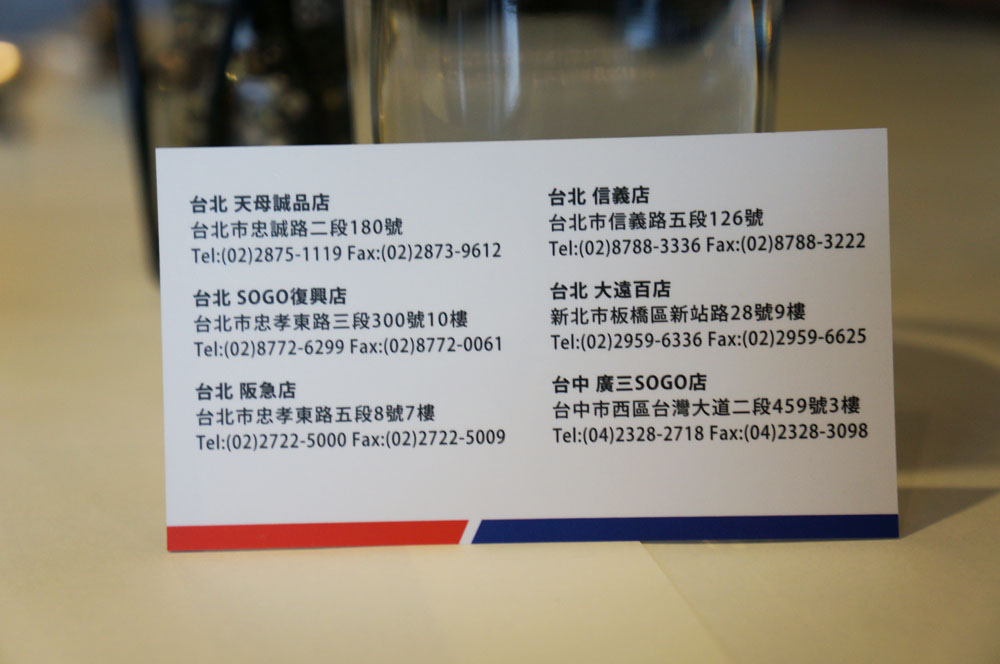 台北 天母誠品店
台北市忠誠路二段180號
Tel:(02)2875-1119 Fax:(02)2873-9612
台北 SOGO復興店
台北市忠孝東路三段300號10樓
Tel:(02)8772-6299 Fax:(02)8772-0061
台北 阪急店
台北市忠孝東路五段8號7樓
Tel:(02)2722-5000 Fax:(02)2722-5009
台北 信義店
台北市信義路五段126號
Tel:(02)8788-3336 Fax:(02)8788-3222
台北 大遠百店
新北市板橋區新站路28號9樓
Tel:(02)2959-6336 Fax:(02)2959-6625
台中 廣三SOGO店
台中市西區台灣大道二段459號3樓
Tel:(04)2328-2718 Fax:(04)2328-3098